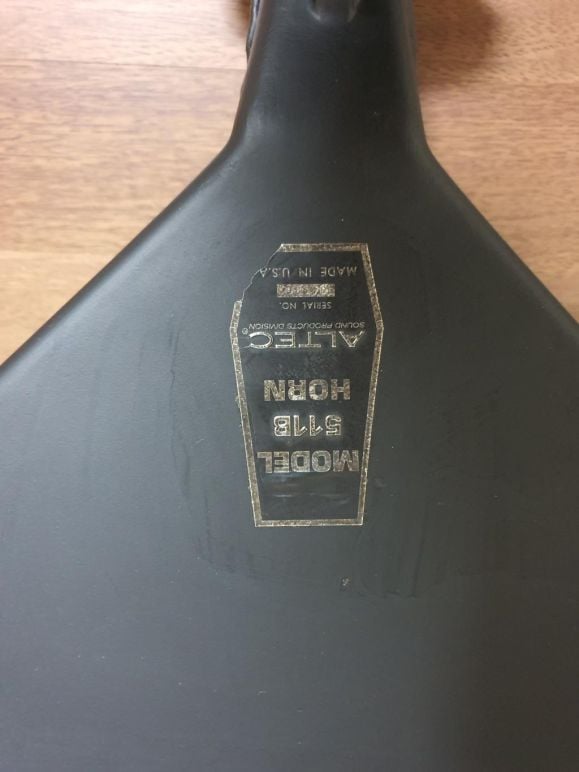 MODEL
511B
HORN
ALTEC®
SOUND PRODUCTS DIVISION
SERIAL NO.
MADE IN U.S.A